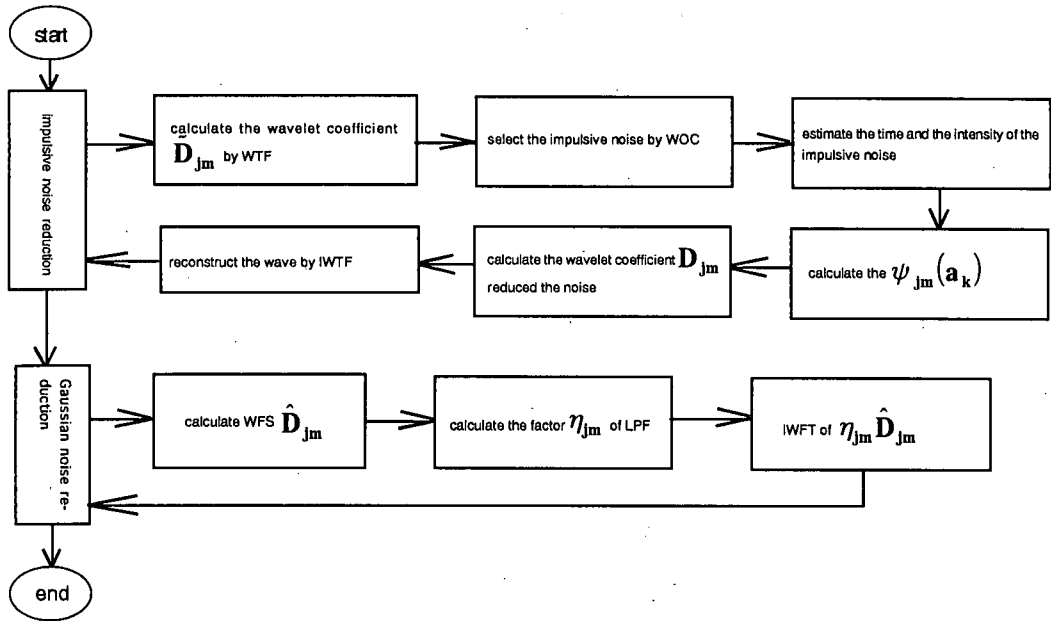 start
impulsive noise reduction
calculate the wavelet coefficient
D̃jm by WTF
select the impulsive noise by WOC
estimate the time and the intensity of the
impulsive noise
calculate the ψjm(ak)
calculate the wavelet coefficient Djm
reduced the noise
reconstruct the wave by IWTF
Gaussian noise re-
duction
calculate WFS D̂jm
calculate the factor ηjm of LPF
IWFT of ηjm D̂jm
end